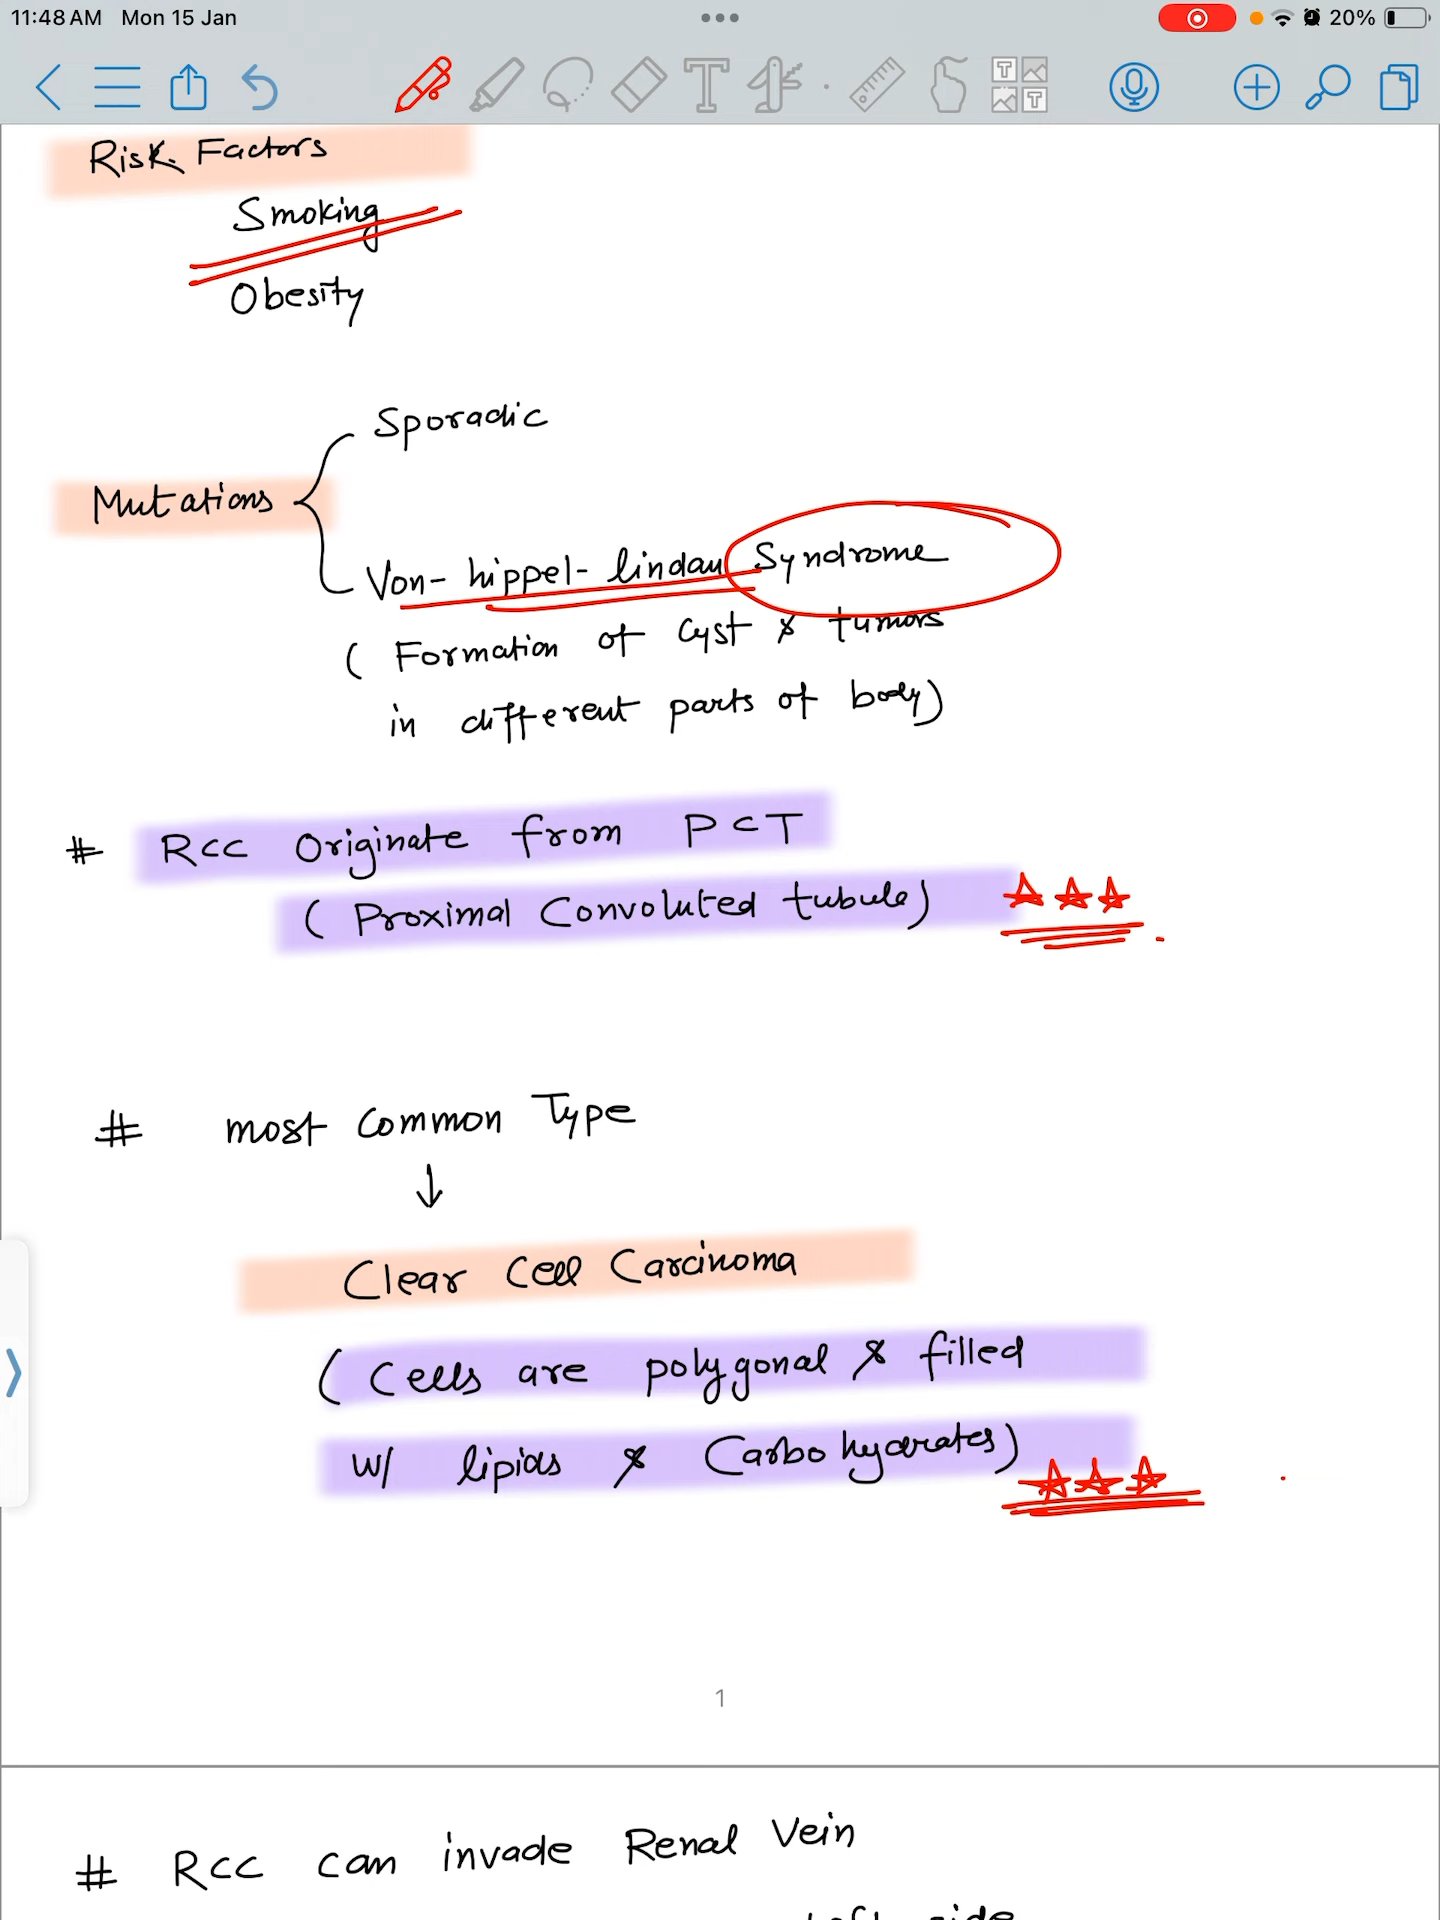 11:48 AM Mon 15 Jan
20%
T
T
T
Risk Factors
Smoking
Obesity
Sporadic
Mutations
Von-hippel-lindau Syndrome
( Formation of Cyst & tumors
in different parts of body)
# RCC Originate from PCT
( Proximal Convoluted tubule)
# most Common Type
↓
Clear Cell Carcinoma
( Cells are polygonal & filled
w/ lipids & Carbohydrates)
1
# RCC can invade Renal Vein
Left side